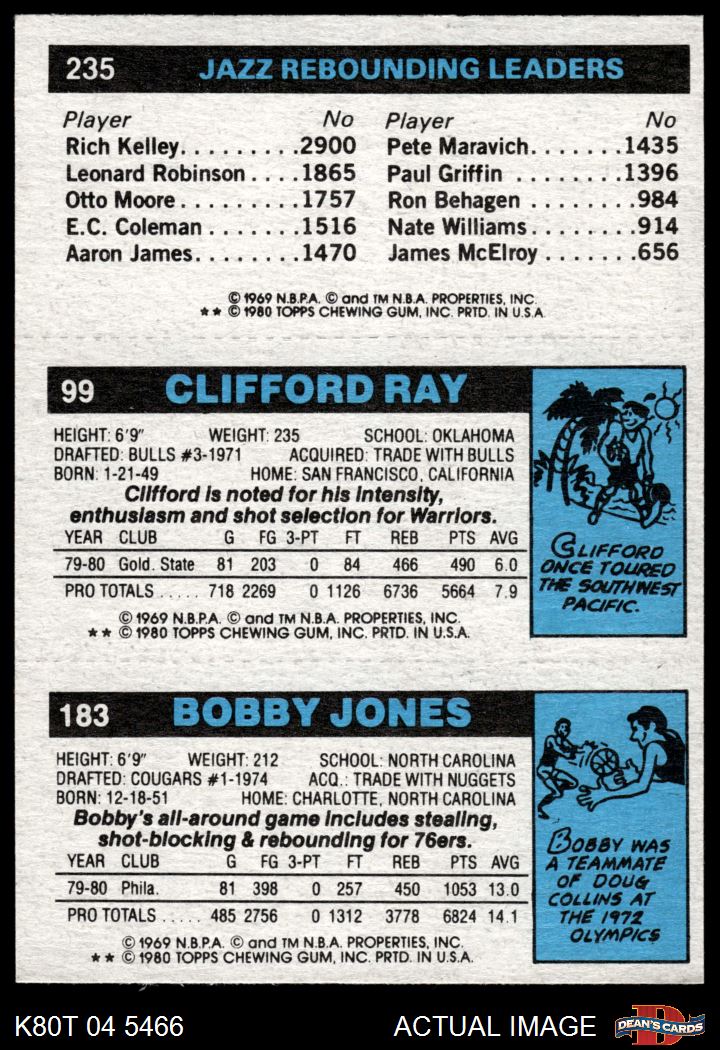 235 JAZZ REBOUNDING LEADERS
Player No Player No
Rich Kelley.........2900 Pete Maravich.......1435
Leonard Robinson....1865 Paul Griffin........1396
Otto Moore.........1757 Ron Behagen........984
E.C. Coleman.......1516 Nate Williams.......914
Aaron James........1470 James McElroy.......656
© 1969 N.B.P.A. © and TM N.B.A. PROPERTIES, INC.
** © 1980 TOPPS CHEWING GUM, INC. PRTD. IN U.S.A.
99 CLIFFORD RAY
HEIGHT: 6'9" WEIGHT: 235 SCHOOL: OKLAHOMA
DRAFTED: BULLS #3-1971 ACQUIRED: TRADE WITH BULLS
BORN: 1-21-49 HOME: SAN FRANCISCO, CALIFORNIA
Clifford is noted for his intensity,
enthusiasm and shot selection for Warriors.
YEAR CLUB G FG 3-PT FT REB PTS AVG
79-80 Gold. State 81 203 0 84 466 490 6.0
PRO TOTALS ..... 718 2269 0 1126 6736 5664 7.9
© 1969 N.B.P.A. © and TM N.B.A. PROPERTIES, INC.
** © 1980 TOPPS CHEWING GUM, INC. PRTD. IN U.S.A.
CLIFFORD
ONCE TOURED
THE SOUTHWEST
PACIFIC.
183 BOBBY JONES
HEIGHT: 6'9" WEIGHT: 212 SCHOOL: NORTH CAROLINA
DRAFTED: COUGARS #1-1974 ACQ.: TRADE WITH NUGGETS
BORN: 12-18-51 HOME: CHARLOTTE, NORTH CAROLINA
Bobby's all-around game includes stealing,
shot-blocking & rebounding for 76ers.
YEAR CLUB G FG 3-PT FT REB PTS AVG
79-80 Phila. 81 398 0 257 450 1053 13.0
PRO TOTALS ..... 485 2756 0 1312 3778 6824 14.1
© 1969 N.B.P.A. © and TM N.B.A. PROPERTIES, INC.
** © 1980 TOPPS CHEWING GUM, INC. PRTD. IN U.S.A.
BOBBY WAS
A TEAMMATE
OF DOUG
COLLINS AT
THE 1972
OLYMPICS
K80T 04 5466 ACTUAL IMAGE DEAN'S CARDS